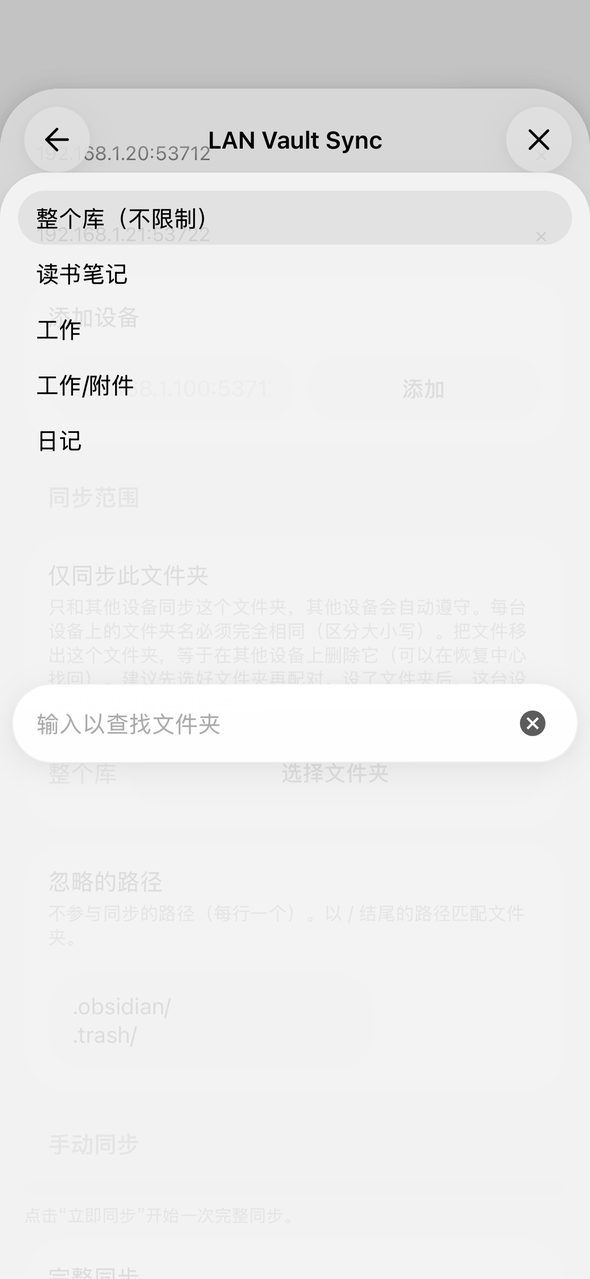 LAN Vault Sync
192.168.1.20:53712
整个库（不限制）
192.168.1.21:53722
读书笔记
添加设备
工作
工作/附件
添加
日记
同步范围
仅同步此文件夹
只和其他设备同步这个文件夹，其他设备会自动遵守。每台
设备上的文件夹名必须完全相同（区分大小写）。把文件移
出这个文件夹，等于在其他设备上删除它（可以在恢复中心
找回）。建议先选好文件夹再配对。设了文件夹后，这台设
输入以查找文件夹
整个库
选择文件夹
忽略的路径
不参与同步的路径（每行一个）。以 / 结尾的路径匹配文件
夹。
.obsidian/
.trash/
手动同步
点击“立即同步”开始一次完整同步。
完整同步